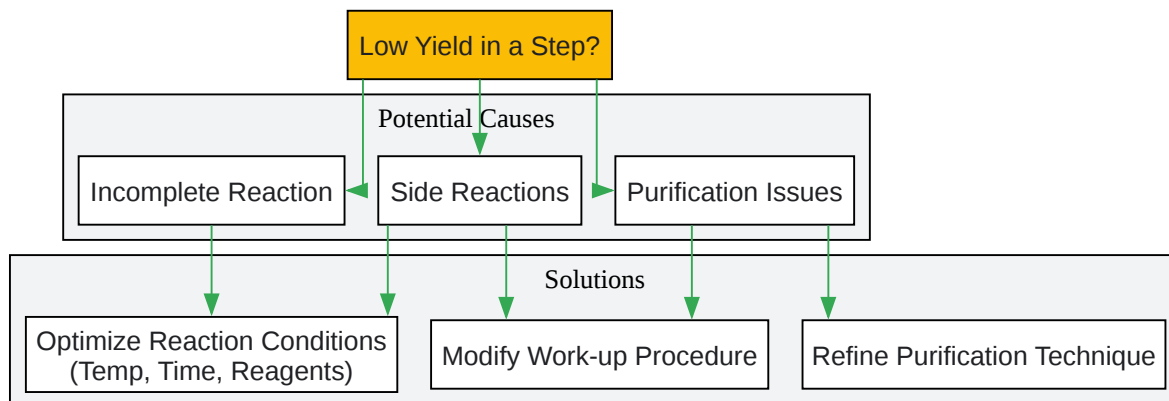 Low Yield in a Step?
Potential Causes
Incomplete Reaction
Side Reactions
Purification Issues
Solutions
Optimize Reaction Conditions
(Temp, Time, Reagents)
Modify Work-up Procedure
Refine Purification Technique